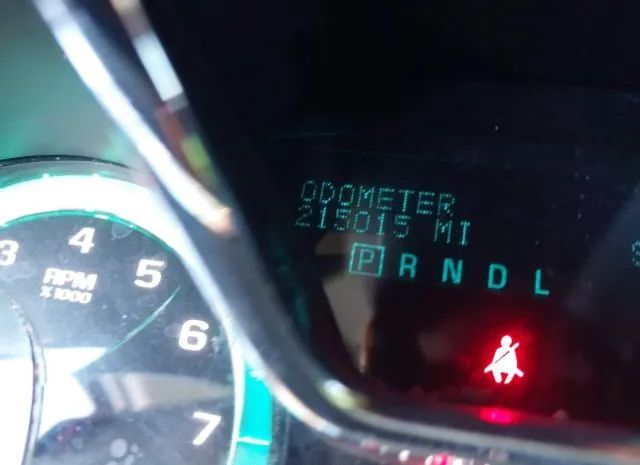 ODOMETER
215015 MI
P R N D L
3 4 5 6 7
RPM
X1000